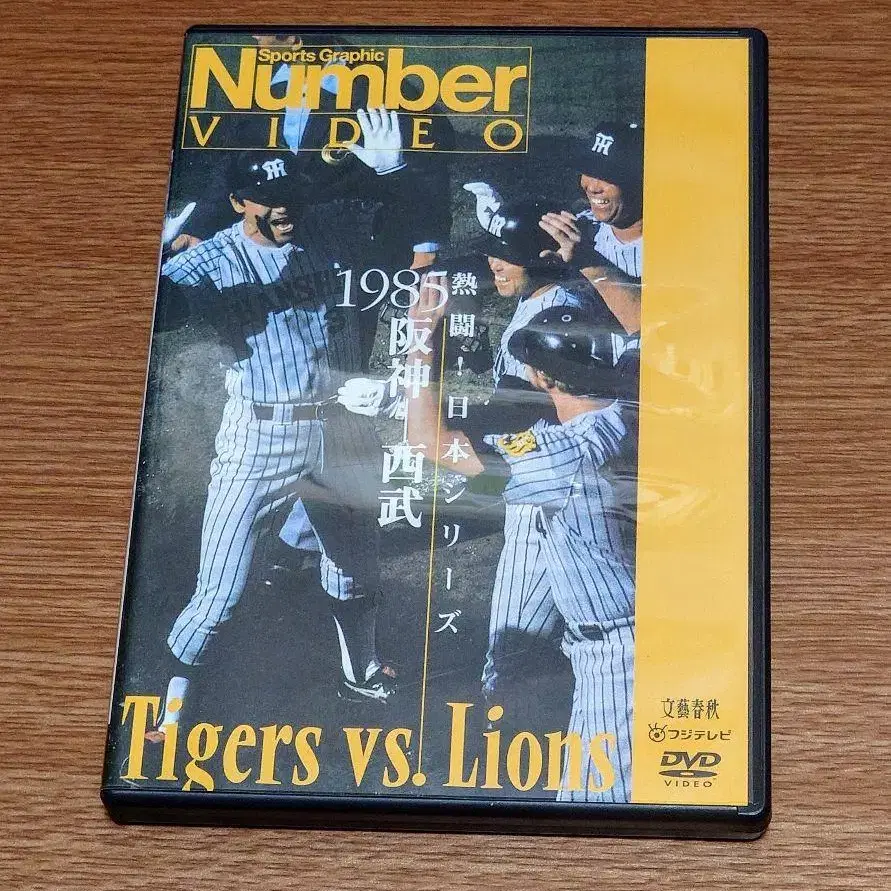 Sports Graphic
Number
VIDEO
1985
熱闘!日本シリーズ
阪神ー西武
Tigers vs. Lions
文藝春秋
フジテレビ
DVD
VIDEO